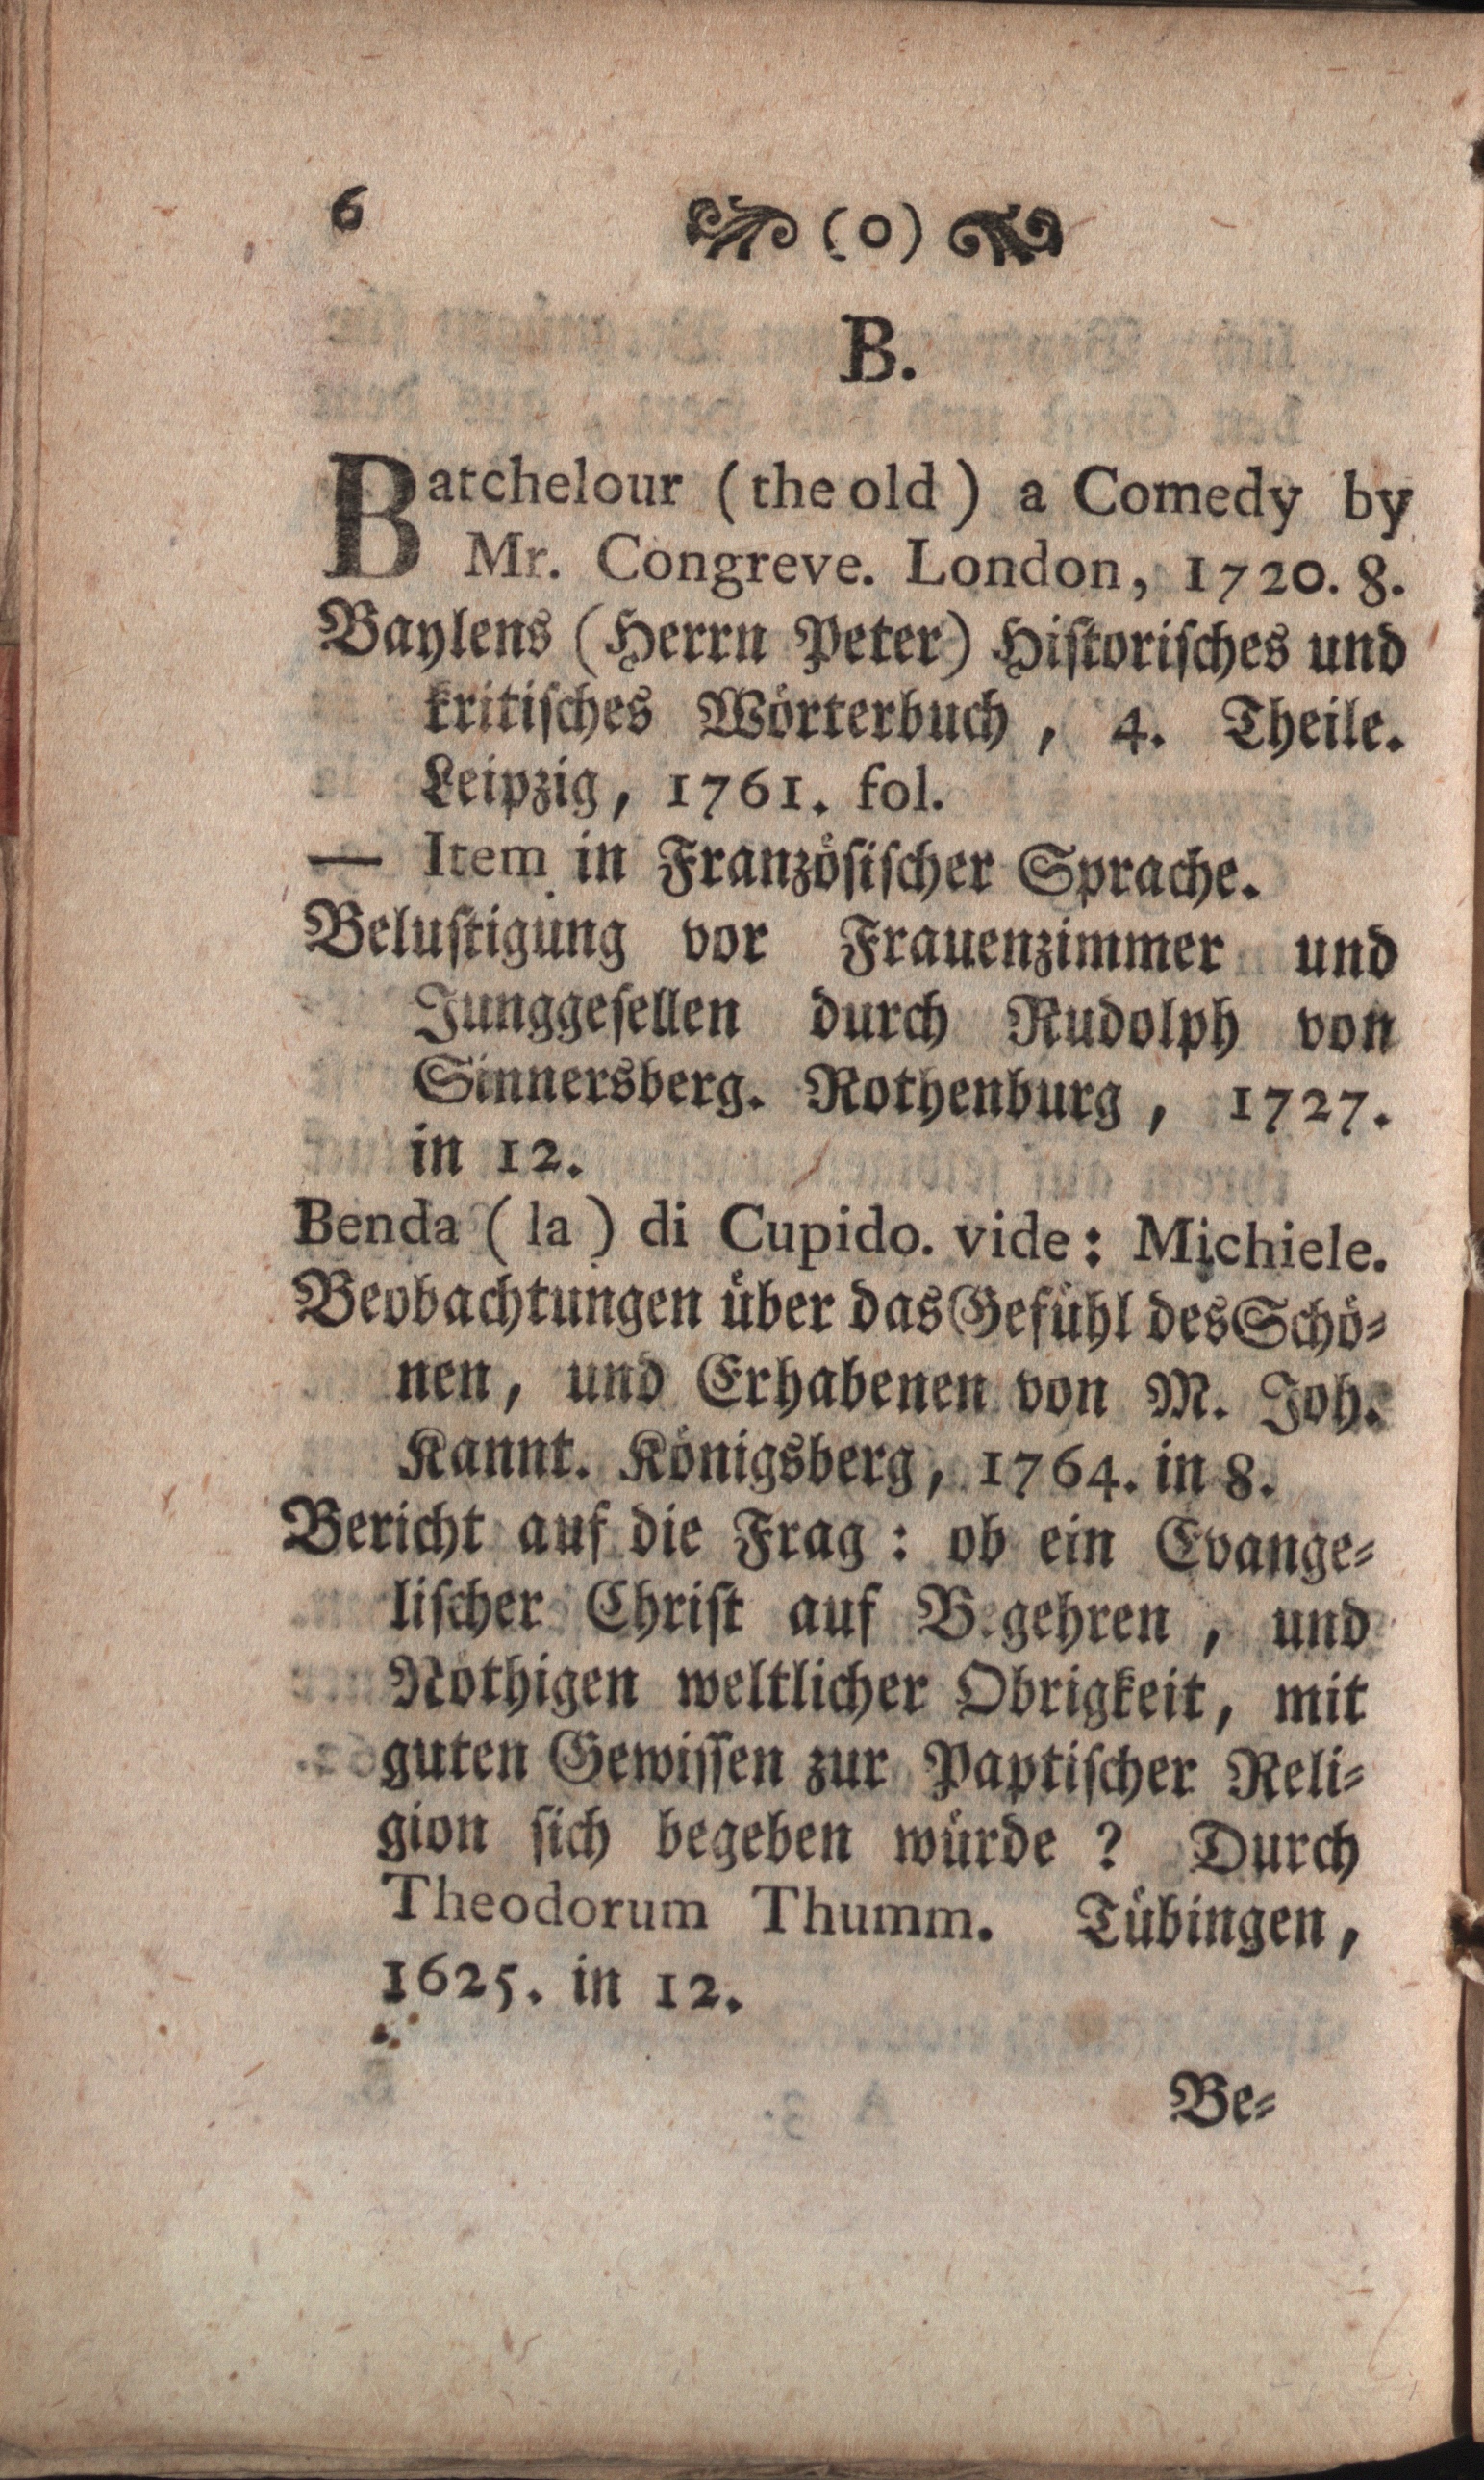 6 (0)
B.
Batchelour (the old) a Comedy by
Mr. Congreve. London, 1720. 8.
Baylens (Herrn Peter) Historisches und
kritisches Wörterbuch, 4. Theile.
Leipzig, 1761. fol.
— Item in Französischer Sprache.
Belustigung vor Frauenzimmer und
Junggesellen durch Rudolph von
Sinnersberg. Rothenburg, 1727.
in 12.
Benda (la) di Cupido. vide: Michiele.
Beobachtungen über das Gefühl des Schö-
nen, und Erhabenen von M. Joh.
Kannt. Königsberg, 1764. in 8.
Bericht auf die Frag: ob ein Evange-
lischer Christ auf Begehren, und
Nöthigen weltlicher Obrigkeit, mit
guten Gewissen zur Paptischer Reli-
gion sich begeben würde? Durch
Theodorum Thumm. Tübingen,
1625. in 12.
Be-